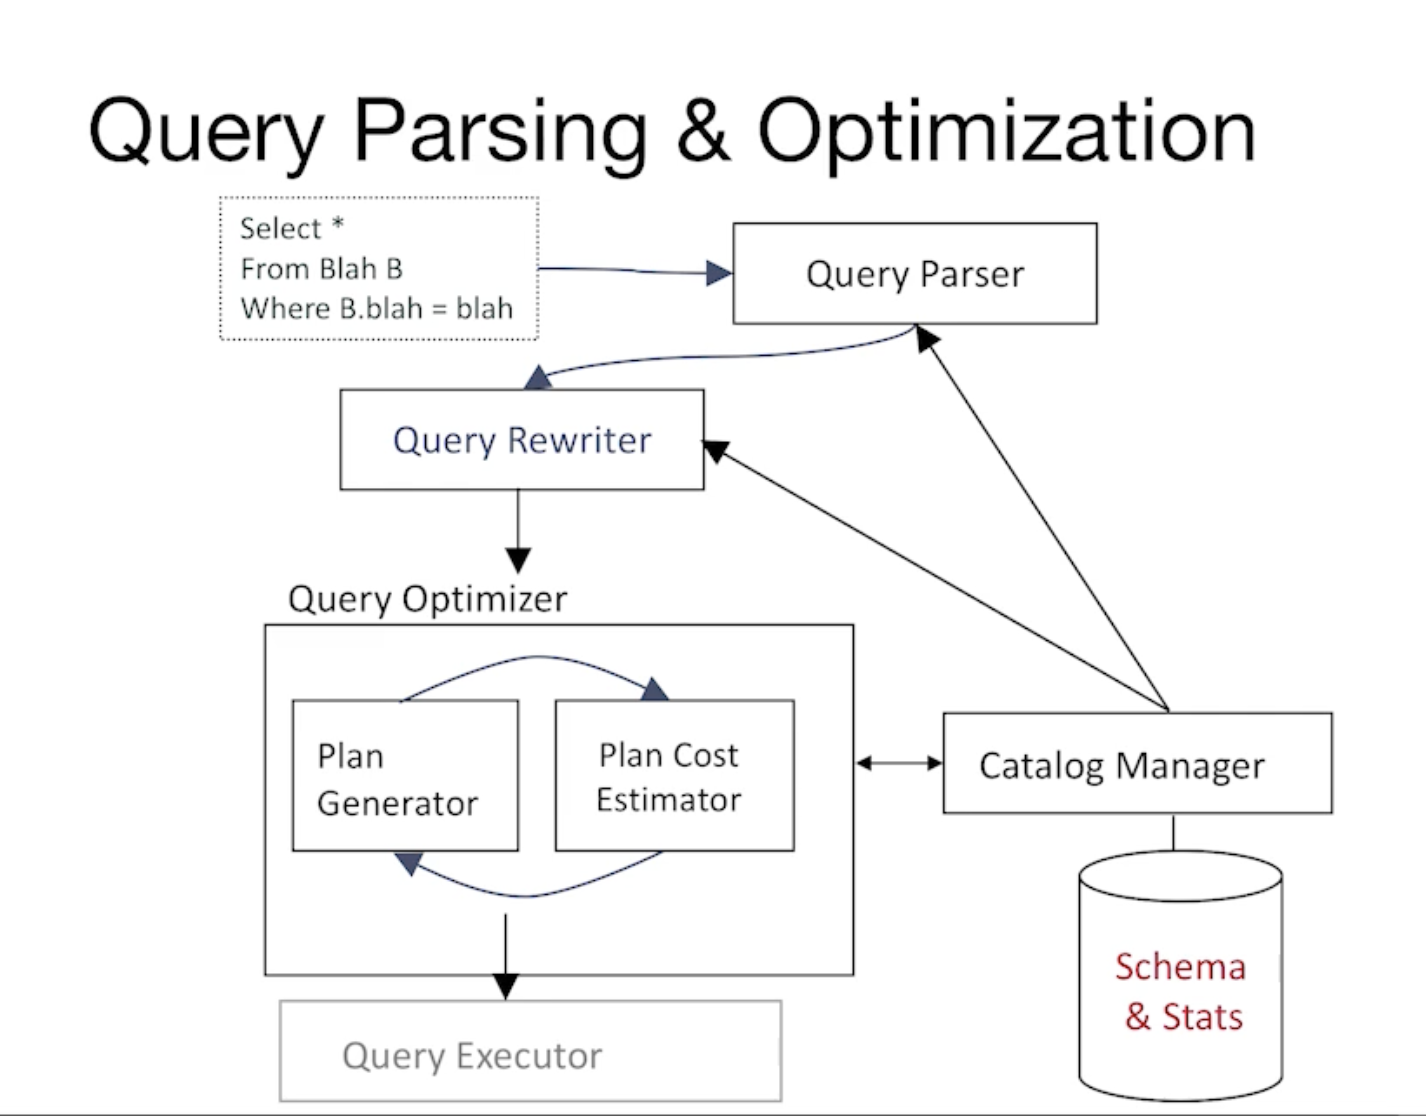 Query Parsing & Optimization
Select *
From Blah B
Where B.blah = blah
Query Parser
Query Rewriter
Query Optimizer
Plan
Generator
Plan Cost
Estimator
Catalog Manager
Schema
& Stats
Query Executor